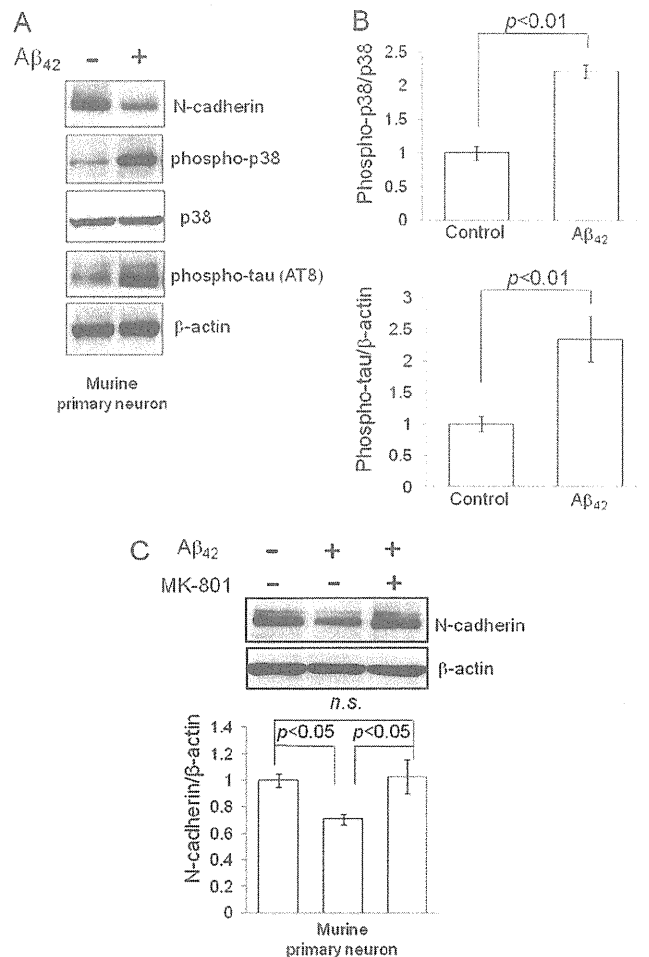 A
Aβ42 - +
N-cadherin
phospho-p38
p38
phospho-tau (AT8)
β-actin
Murine
primary neuron
B
p<0.01
Phospho-p38/p38
2.5
2
1.5
1
0.5
0
Control Aβ42
p<0.01
Phospho-tau/β-actin
3
2.5
2
1.5
1
0.5
0
Control Aβ42
C
Aβ42 - + +
MK-801 - - +
N-cadherin
β-actin
n.s.
p<0.05 p<0.05
N-cadherin/β-actin
1.4
1.2
1
0.8
0.6
0.4
0.2
0
Murine
primary neuron